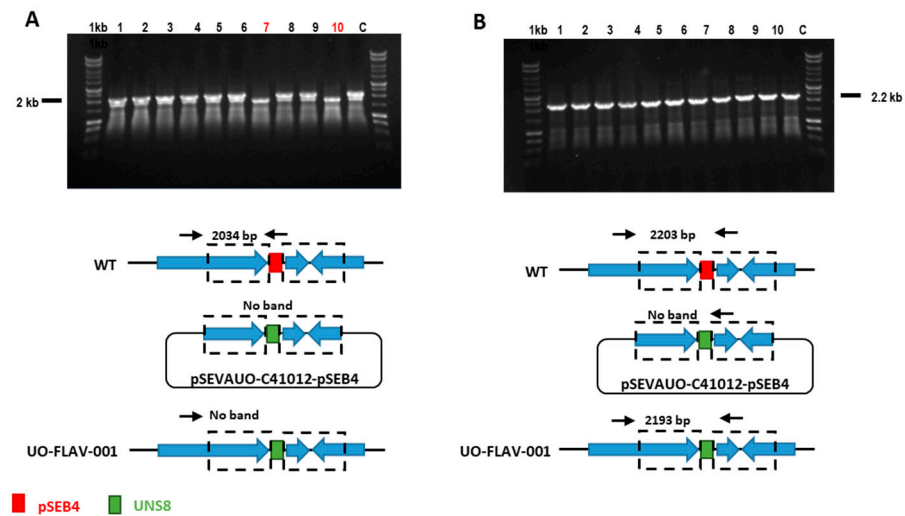 A
1kb 1 2 3 4 5 6 7 8 9 10 C
1kb
2 kb
2034 bp
WT
No band
pSEVAUO-C41012-pSEB4
No band
UO-FLAV-001
pSEB4 UNS8
B
1kb 1 2 3 4 5 6 7 8 9 10 C
2.2 kb
2203 bp
WT
No band
pSEVAUO-C41012-pSEB4
2193 bp
UO-FLAV-001